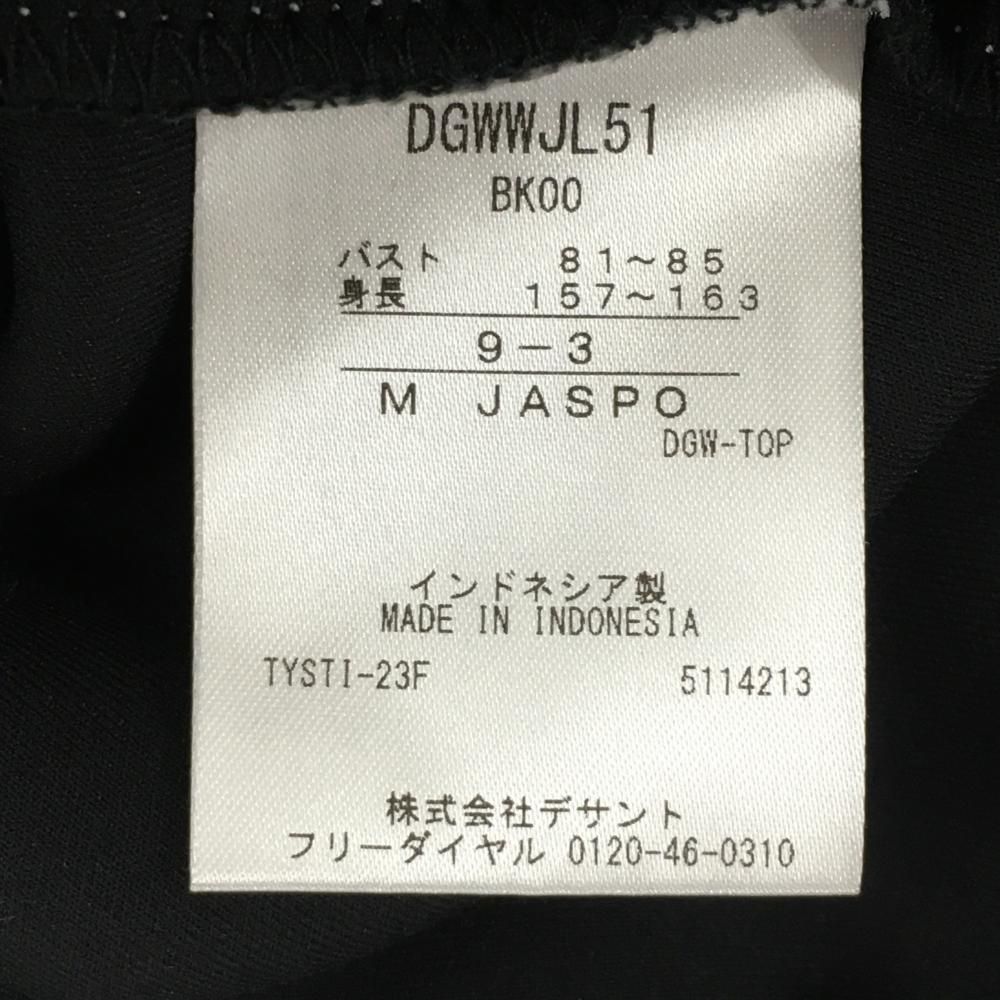 DGWWJL51
BK00
バスト 81～85
身長 157～163
9－3
M JASPO
DGW-TOP
インドネシア製
MADE IN INDONESIA
TYSTI-23F 5114213
株式会社デサント
フリーダイヤル 0120-46-0310